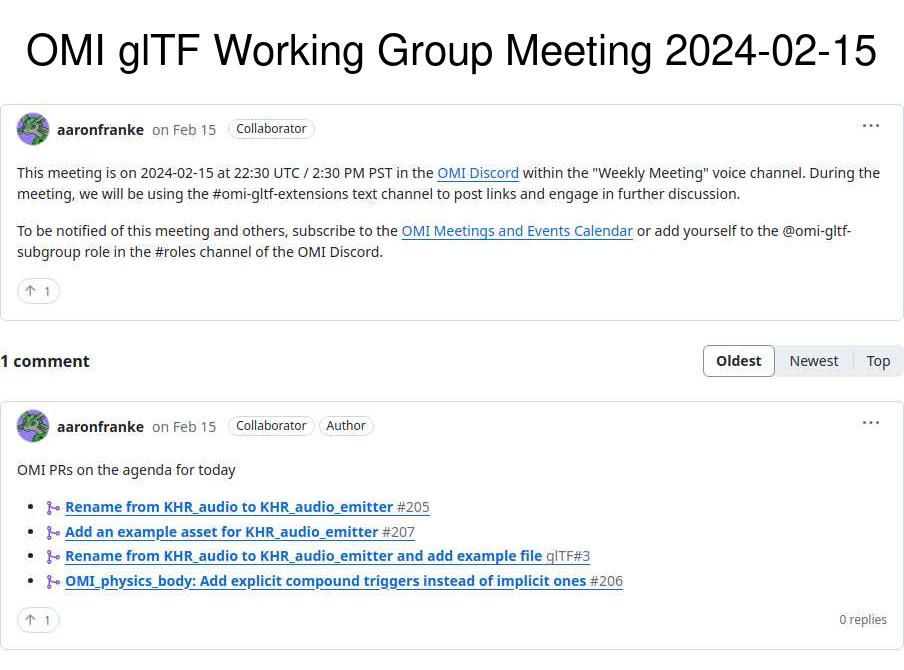 OMI glTF Working Group Meeting 2024-02-15
aaronfranke on Feb 15 Collaborator ···
This meeting is on 2024-02-15 at 22:30 UTC / 2:30 PM PST in the OMI Discord within the "Weekly Meeting" voice channel. During the
meeting, we will be using the #omi-gltf-extensions text channel to post links and engage in further discussion.
To be notified of this meeting and others, subscribe to the OMI Meetings and Events Calendar or add yourself to the @omi-gltf-
subgroup role in the #roles channel of the OMI Discord.
↑ 1
1 comment Oldest Newest Top
aaronfranke on Feb 15 Collaborator Author ···
OMI PRs on the agenda for today
• Rename from KHR_audio to KHR_audio_emitter #205
• Add an example asset for KHR_audio_emitter #207
• Rename from KHR_audio to KHR_audio_emitter and add example file glTF#3
• OMI_physics_body: Add explicit compound triggers instead of implicit ones #206
↑ 1 0 replies